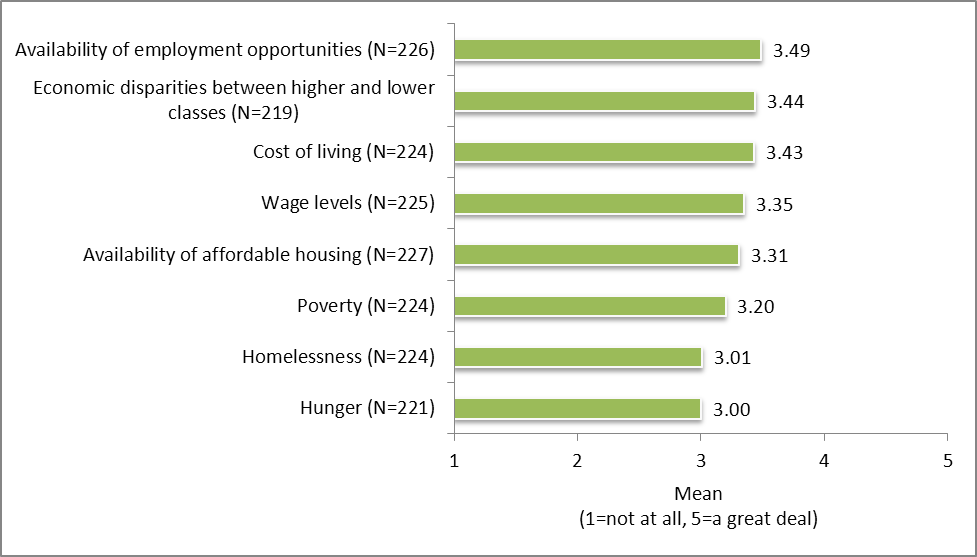 Availability of employment opportunities (N=226)
3.49
Economic disparities between higher and lower
classes (N=219)
3.44
Cost of living (N=224)
3.43
Wage levels (N=225)
3.35
Availability of affordable housing (N=227)
3.31
Poverty (N=224)
3.20
Homelessness (N=224)
3.01
Hunger (N=221)
3.00
1 2 3 4 5
Mean
(1=not at all, 5=a great deal)